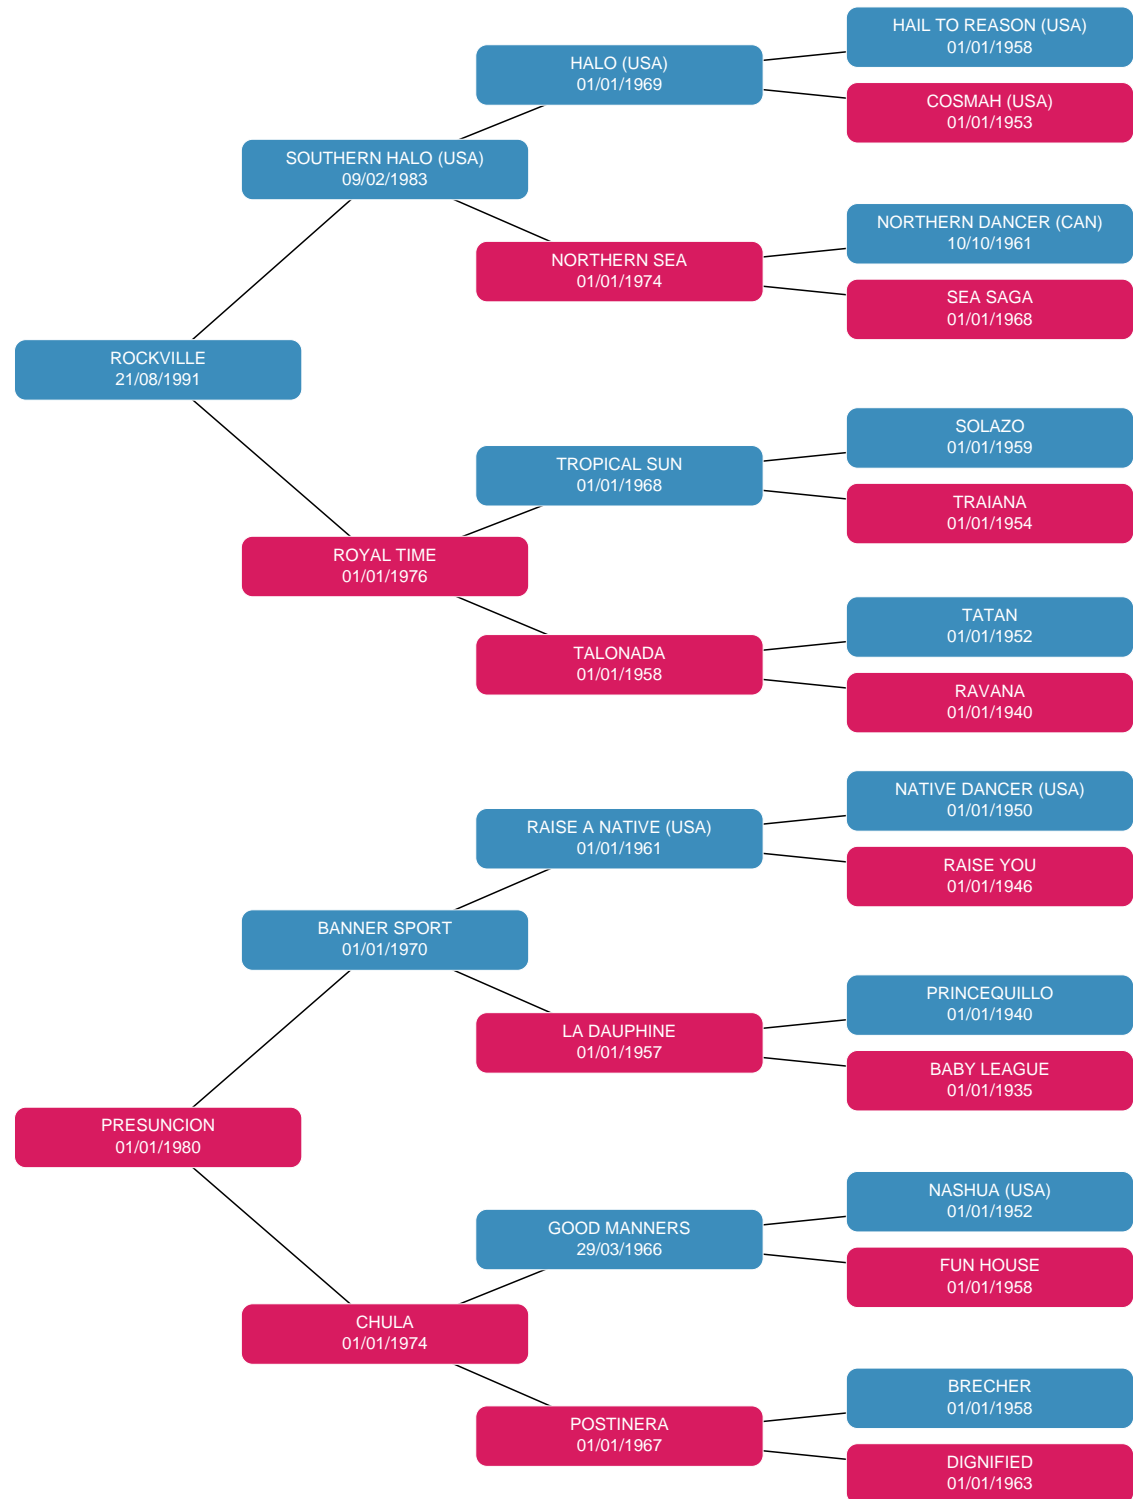 HAIL TO REASON (USA)
01/01/1958
HALO (USA)
01/01/1969
COSMAH (USA)
01/01/1953
SOUTHERN HALO (USA)
09/02/1983
NORTHERN DANCER (CAN)
10/10/1961
NORTHERN SEA
01/01/1974
SEA SAGA
01/01/1968
ROCKVILLE
21/08/1991
SOLAZO
01/01/1959
TROPICAL SUN
01/01/1968
TRAIANA
01/01/1954
ROYAL TIME
01/01/1976
TATAN
01/01/1952
TALONADA
01/01/1958
RAVANA
01/01/1940
NATIVE DANCER (USA)
01/01/1950
RAISE A NATIVE (USA)
01/01/1961
RAISE YOU
01/01/1946
BANNER SPORT
01/01/1970
PRINCEQUILLO
01/01/1940
LA DAUPHINE
01/01/1957
BABY LEAGUE
01/01/1935
PRESUNCION
01/01/1980
NASHUA (USA)
01/01/1952
GOOD MANNERS
29/03/1966
FUN HOUSE
01/01/1958
CHULA
01/01/1974
BRECHER
01/01/1958
POSTINERA
01/01/1967
DIGNIFIED
01/01/1963